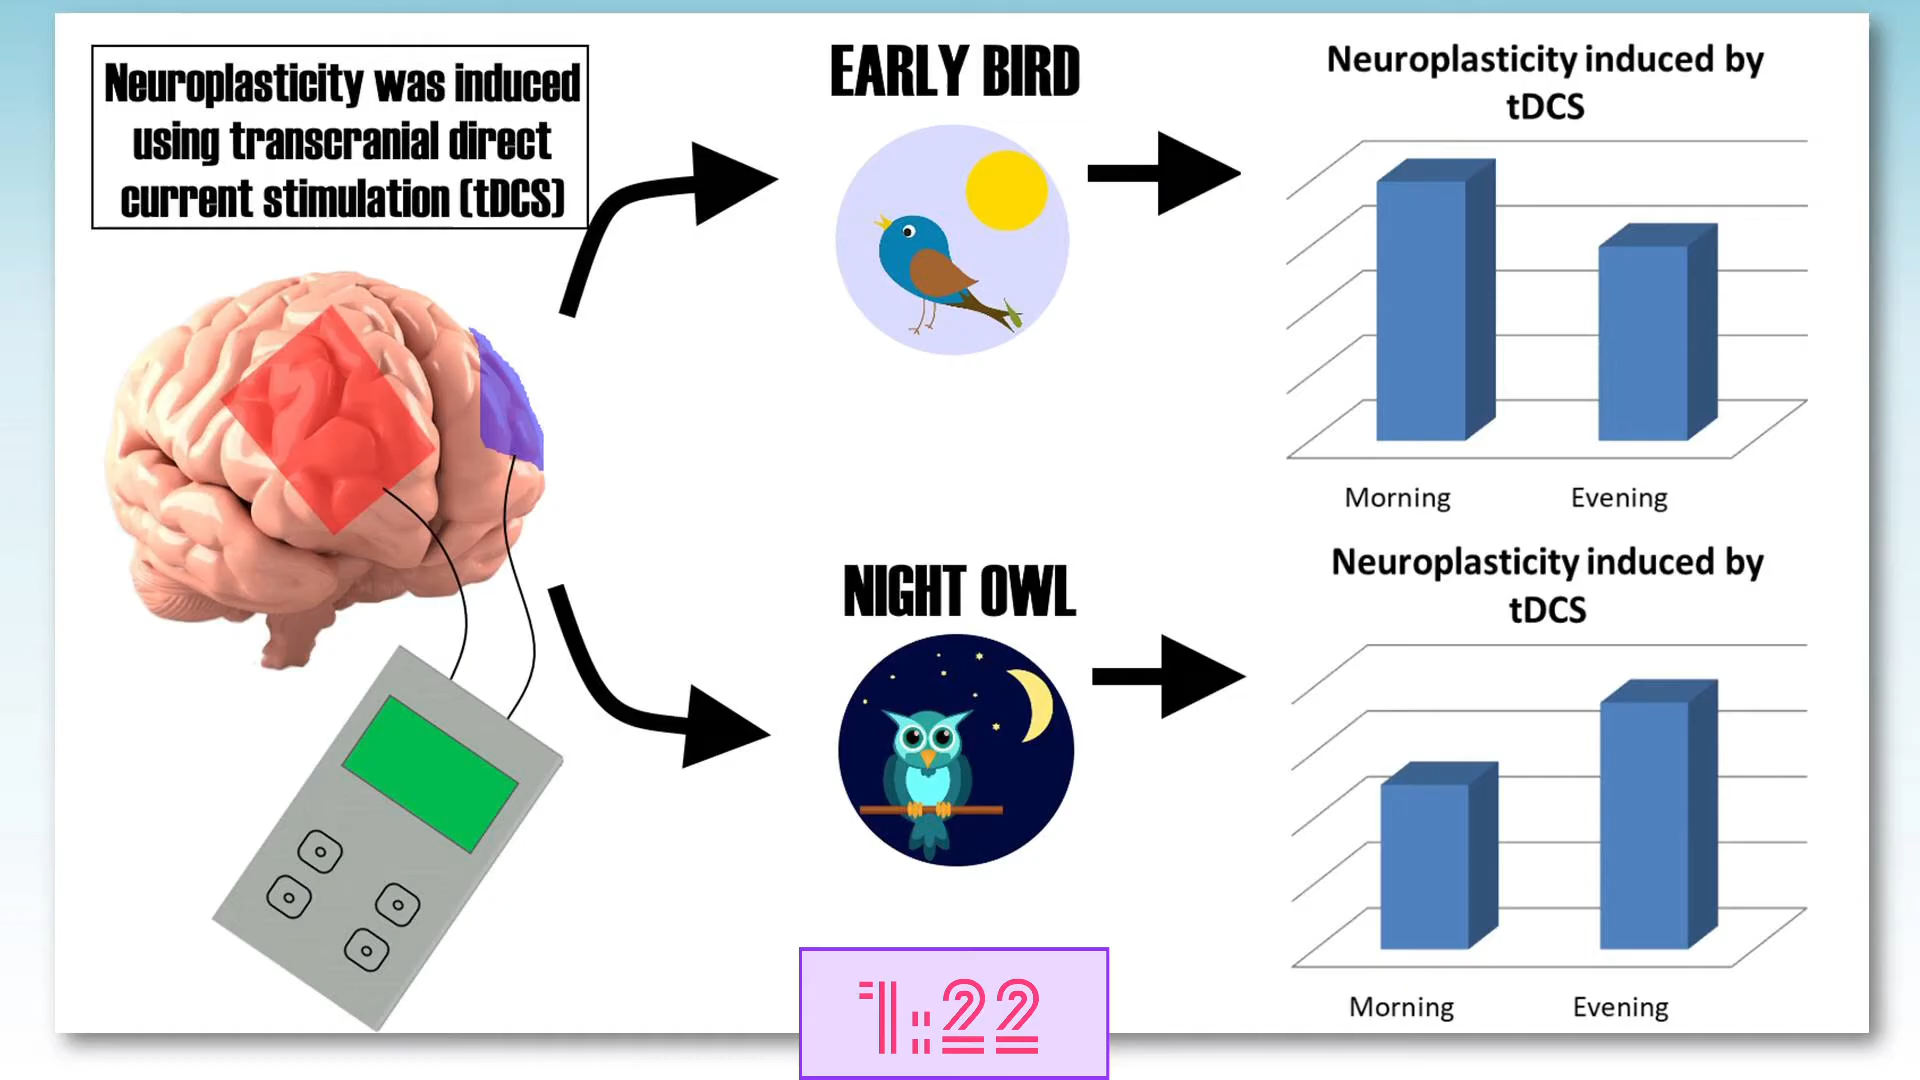 Neuroplasticity was induced
using transcranial direct
current stimulation (tDCS)
EARLY BIRD
Neuroplasticity induced by
tDCS
Morning Evening
NIGHT OWL
Neuroplasticity induced by
tDCS
Morning Evening
1:22